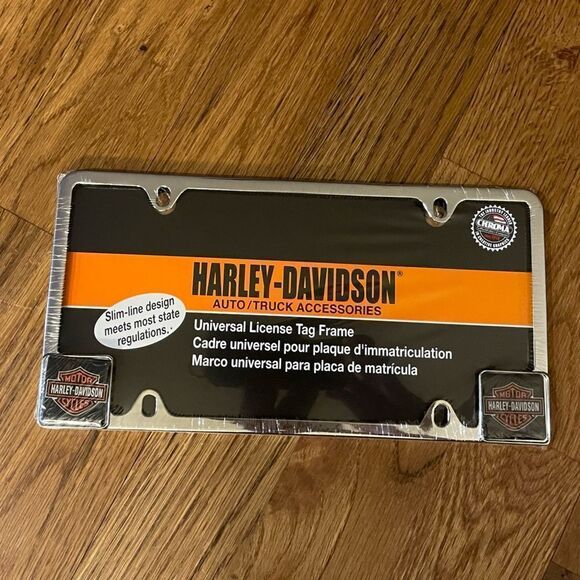 CHROMA
HARLEY-DAVIDSON®
AUTO/TRUCK ACCESSORIES
Slim-line design
meets most state
regulations.
Universal License Tag Frame
Cadre universel pour plaque d'immatriculation
Marco universal para placa de matrícula
MOTOR
HARLEY-DAVIDSON
CYCLES
MOTOR
HARLEY-DAVIDSON
CYCLES